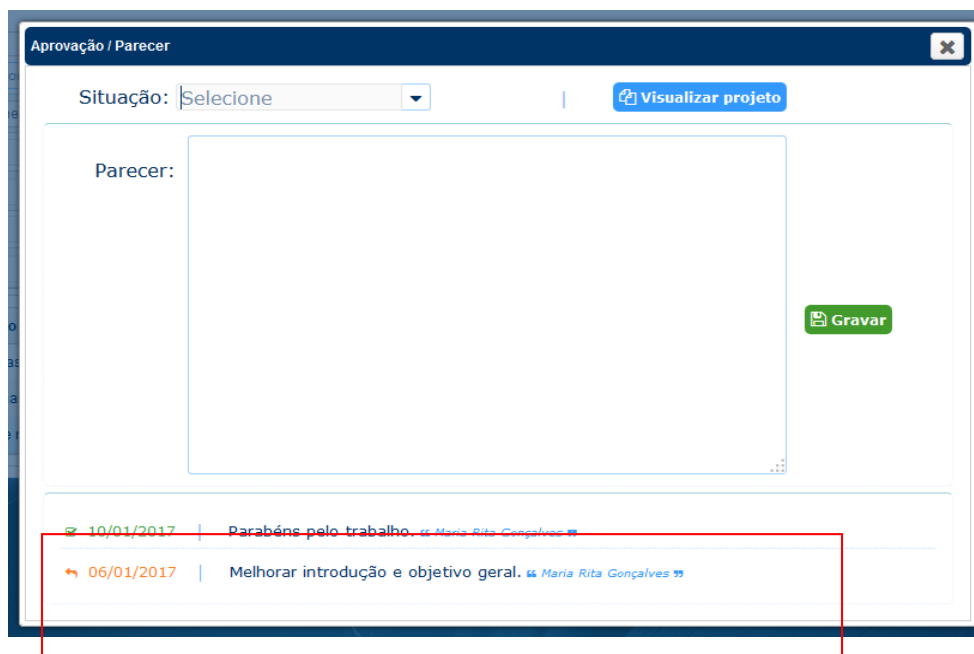 Aprovação / Parecer
Situação: Selecione | Visualizar projeto
Parecer:
Gravar
10/01/2017 | Parabéns pelo trabalho. “ Maria Rita Gonçalves ”
06/01/2017 | Melhorar introdução e objetivo geral. “ Maria Rita Gonçalves ”